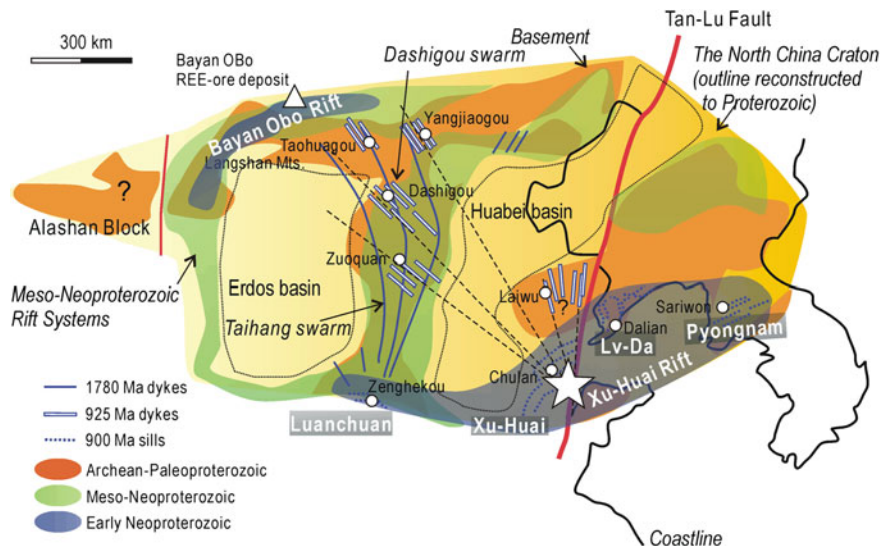 300 km
Bayan OBo
REE-ore deposit
Dashigou swarm
Basement
Tan-Lu Fault
The North China Craton
(outline reconstructed
to Proterozoic)
Bayan Obo Rift
Yangjiaogou
Taohuagou
Langshan Mts.
?
Dashigou
Alashan Block
Huabei basin
Zuoquan
Meso-Neoproterozoic
Rift Systems
Erdos basin
Laiwu
?
Sariwon
Taihang swarm
Dalian
Pyongnam
Lv-Da
Xu-Huai Rift
Chulan
Zenghekou
Luanchuan
Xu-Huai
1780 Ma dykes
925 Ma dykes
900 Ma sills
Archean-Paleoproterozoic
Meso-Neoproterozoic
Early Neoproterozoic
Coastline